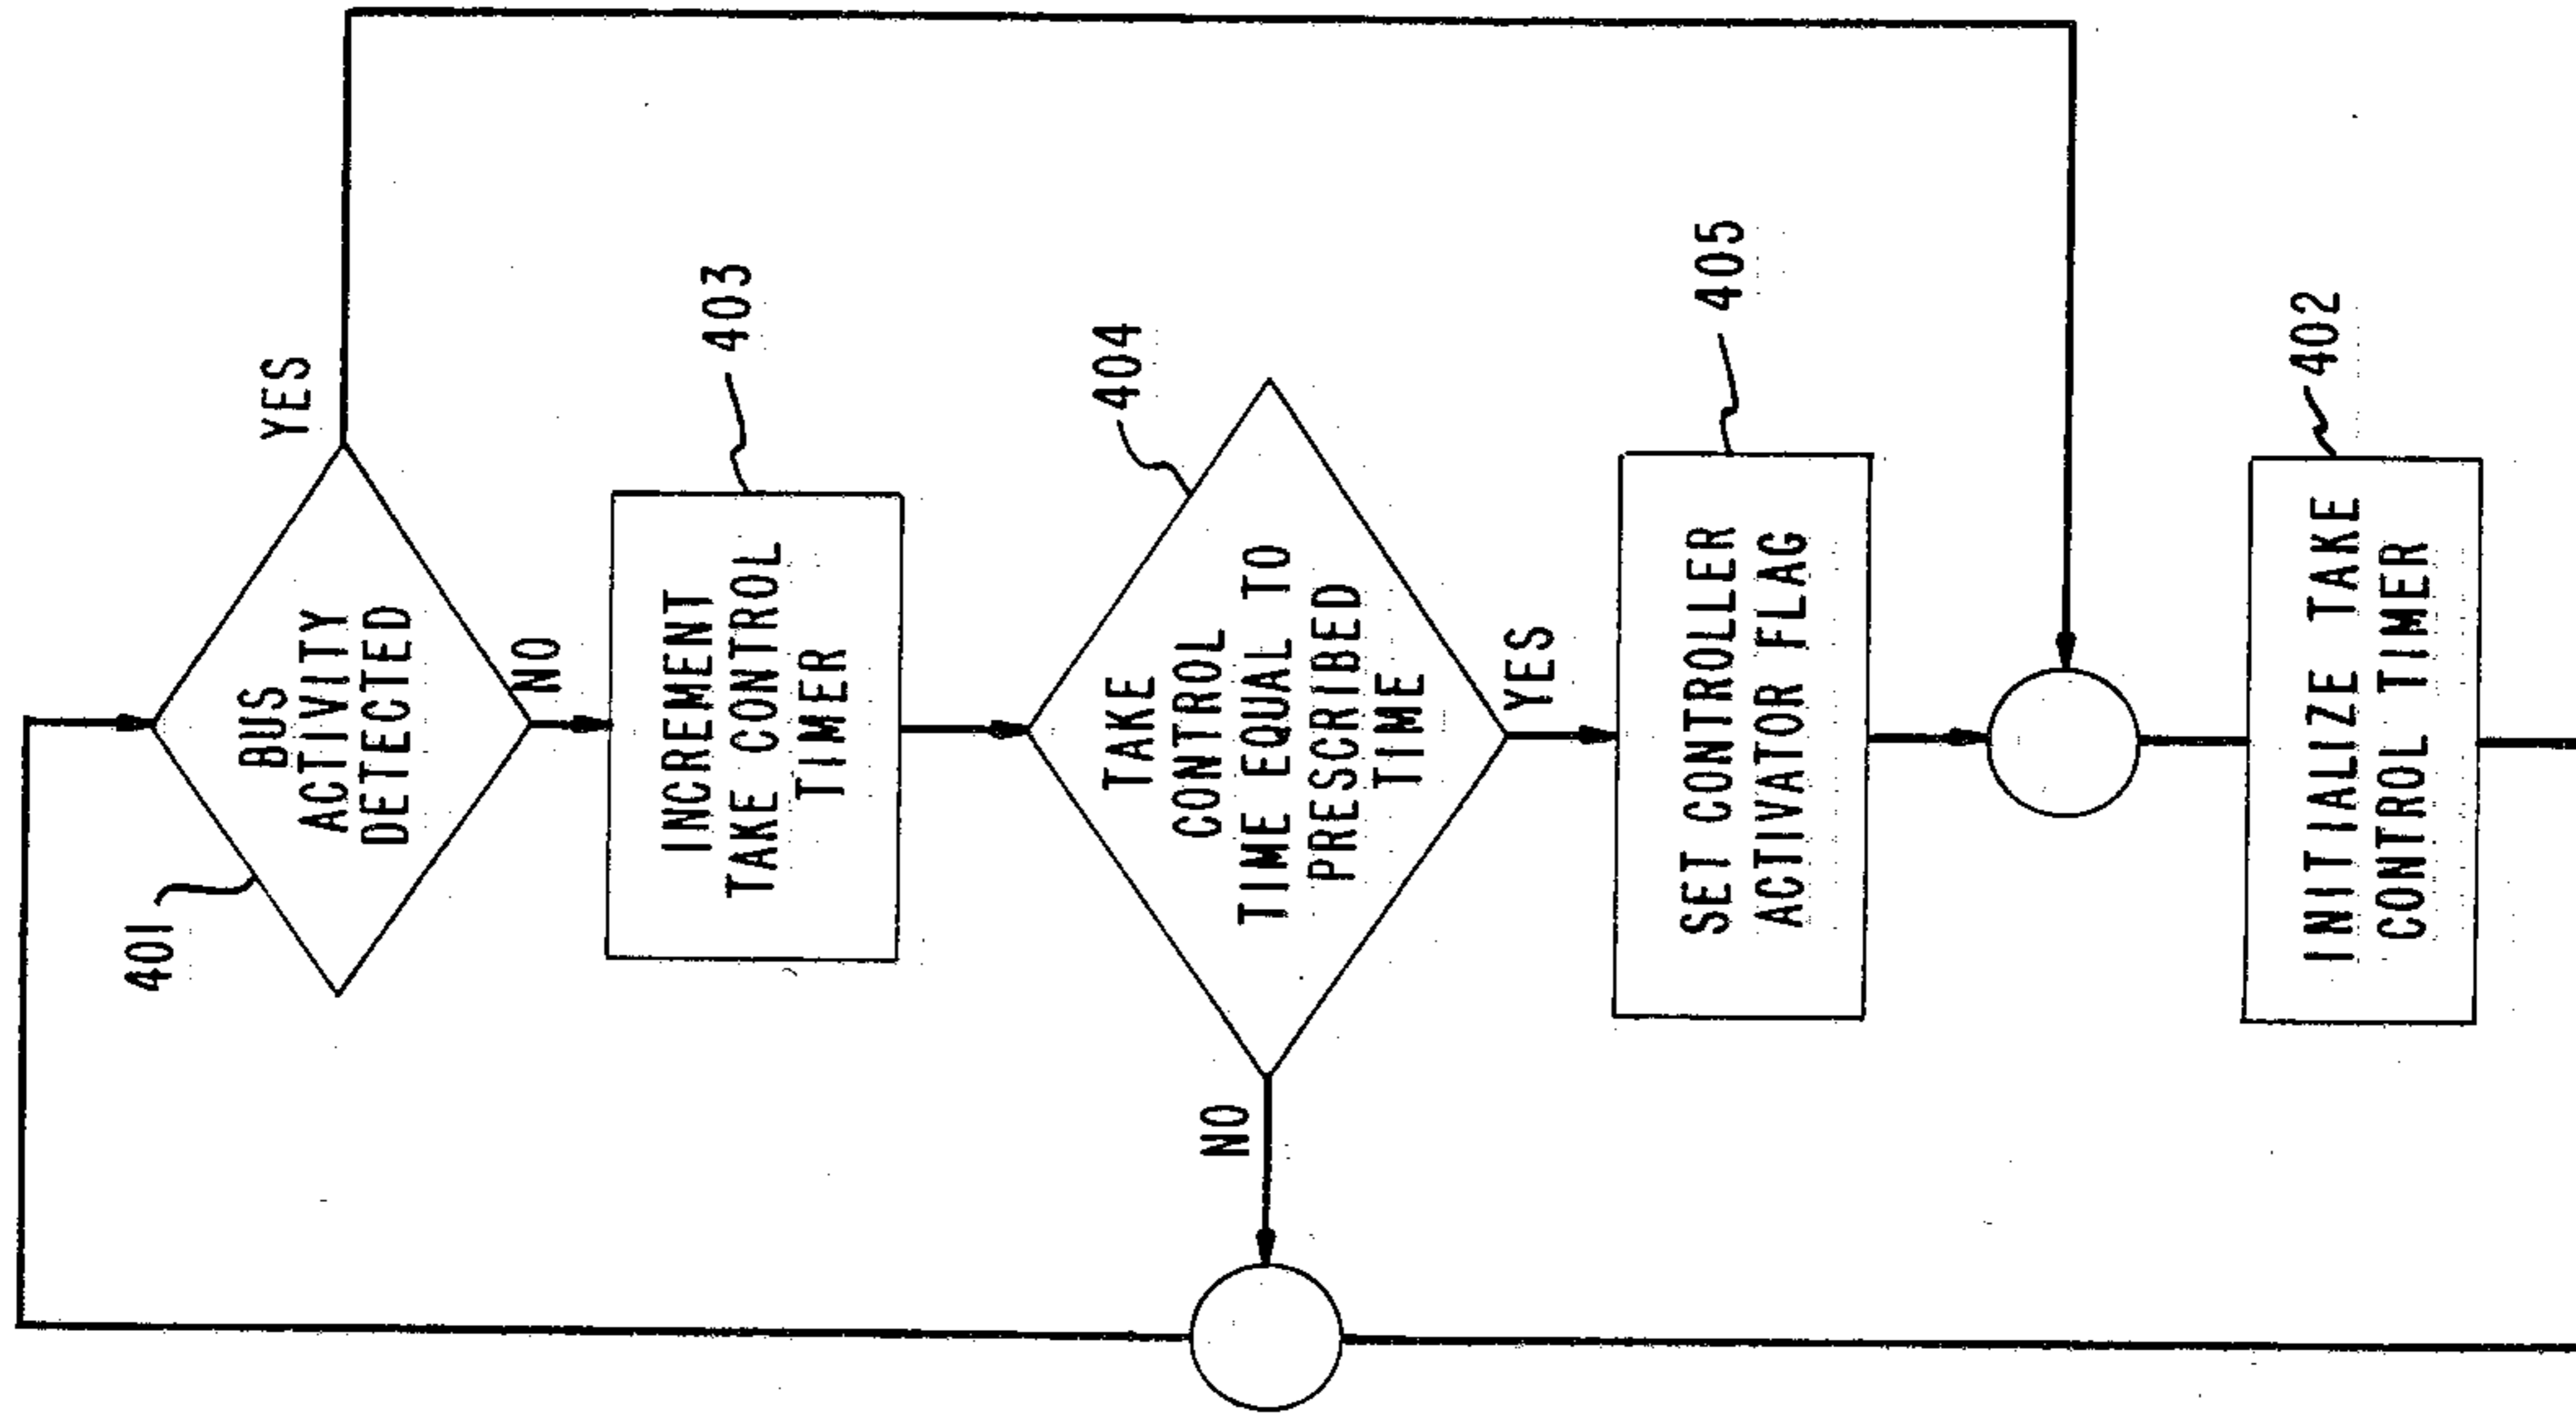 401
BUS
ACTIVITY
DETECTED
YES
NO
403
INCREMENT
TAKE CONTROL
TIMER
404
TAKE
CONTROL
TIME EQUAL TO
PRESCRIBED
TIME
NO
YES
405
SET CONTROLLER
ACTIVATOR FLAG
402
INITIALIZE TAKE
CONTROL TIMER